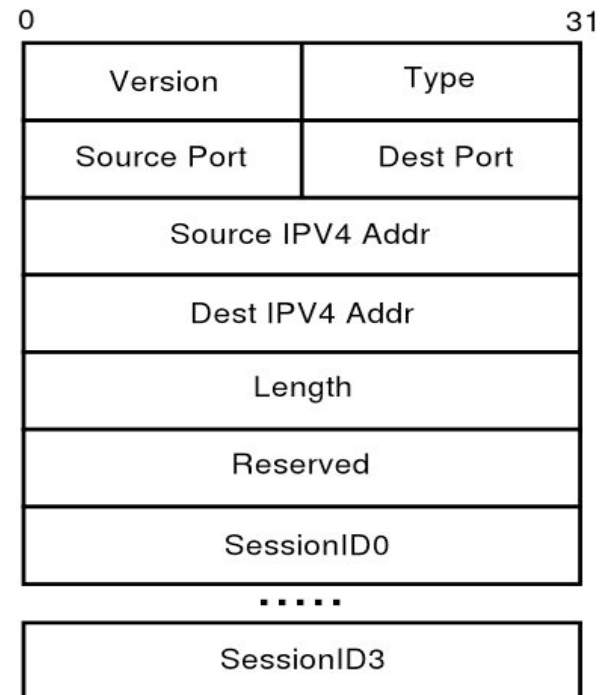 0 31
Version Type
Source Port Dest Port
Source IPV4 Addr
Dest IPV4 Addr
Length
Reserved
SessionID0
.....
SessionID3